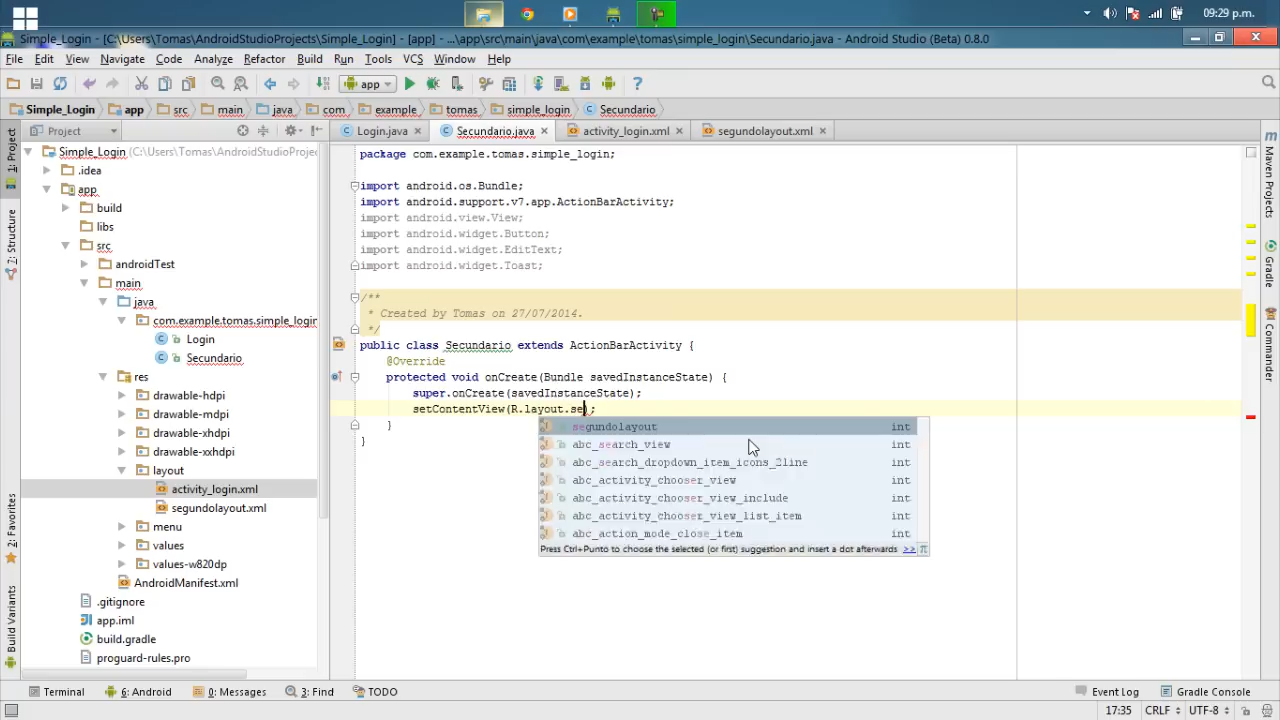 09:29 p.m.
Simple_Login - [C:\Users\Tomas\AndroidStudioProjects\Simple_Login] - [app] - ...\app\src\main\java\com\example\tomas\simple_login\Secundario.java - Android Studio (Beta) 0.8.0
File Edit View Navigate Code Analyze Refactor Build Run Tools VCS Window Help
app
Simple_Login app src main java com example tomas simple_login Secundario
Project
Login.java Secundario.java activity_login.xml segundolayout.xml
1: Project
7: Structure
2: Favorites
Build Variants
Simple_Login (C:\Users\Tomas\AndroidStudioProje
.idea
app
build
libs
src
androidTest
main
java
com.example.tomas.simple_login
Login
Secundario
res
drawable-hdpi
drawable-mdpi
drawable-xhdpi
drawable-xxhdpi
layout
activity_login.xml
segundolayout.xml
menu
values
values-w820dp
AndroidManifest.xml
.gitignore
app.iml
build.gradle
proguard-rules.pro
package com.example.tomas.simple_login;
import android.os.Bundle;
import android.support.v7.app.ActionBarActivity;
import android.view.View;
import android.widget.Button;
import android.widget.EditText;
import android.widget.Toast;
/**
* Created by Tomas on 27/07/2014.
*/
public class Secundario extends ActionBarActivity {
@Override
protected void onCreate(Bundle savedInstanceState) {
super.onCreate(savedInstanceState);
setContentView(R.layout.se);
}
}
segundolayout int
abc_search_view int
abc_search_dropdown_item_icons_2line int
abc_activity_chooser_view int
abc_activity_chooser_view_include int
abc_activity_chooser_view_list_item int
abc_action_mode_close_item int
Press Ctrl+Punto to choose the selected (or first) suggestion and insert a dot afterwards >> π
Maven Projects
Gradle
Commander
Terminal 6: Android 0: Messages 3: Find TODO Event Log Gradle Console
17:35 CRLF UTF-8